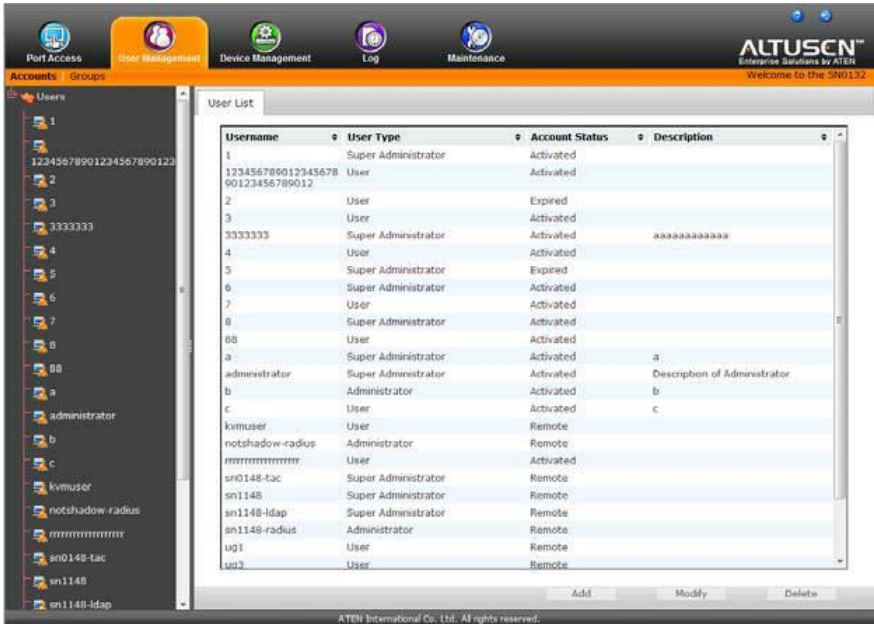 Port Access
User Management
Device Management
Log
Maintenance
ALTUSEN™
Enterprise Solutions by ATEN
Accounts Groups
Welcome to the SN0132
Users
1
12345678901234567890123
2
3
3333333
4
5
6
7
8
88
a
administrator
b
c
kvmuser
notshadow-radius
sn0148-tac
sn1148
sn1148-ldap
User List
Username User Type Account Status Description
1 Super Administrator Activated
123456789012345678 User Activated
90123456789012
2 User Expired
3 User Activated
3333333 Super Administrator Activated aaaaaaaaaaaa
4 User Activated
5 Super Administrator Expired
6 Super Administrator Activated
7 User Activated
8 Super Administrator Activated
88 User Activated
a Super Administrator Activated a
administrator Super Administrator Activated Description of Administrator
b Administrator Activated b
c User Activated c
kvmuser User Remote
notshadow-radius Administrator Remote
User Activated
sn0148-tac Super Administrator Remote
sn1148 Super Administrator Remote
sn1148-ldap Super Administrator Remote
sn1148-radius Administrator Remote
ug1 User Remote
ug3 User Remote
Add Modify Delete
ATEN International Co. Ltd. All rights reserved.